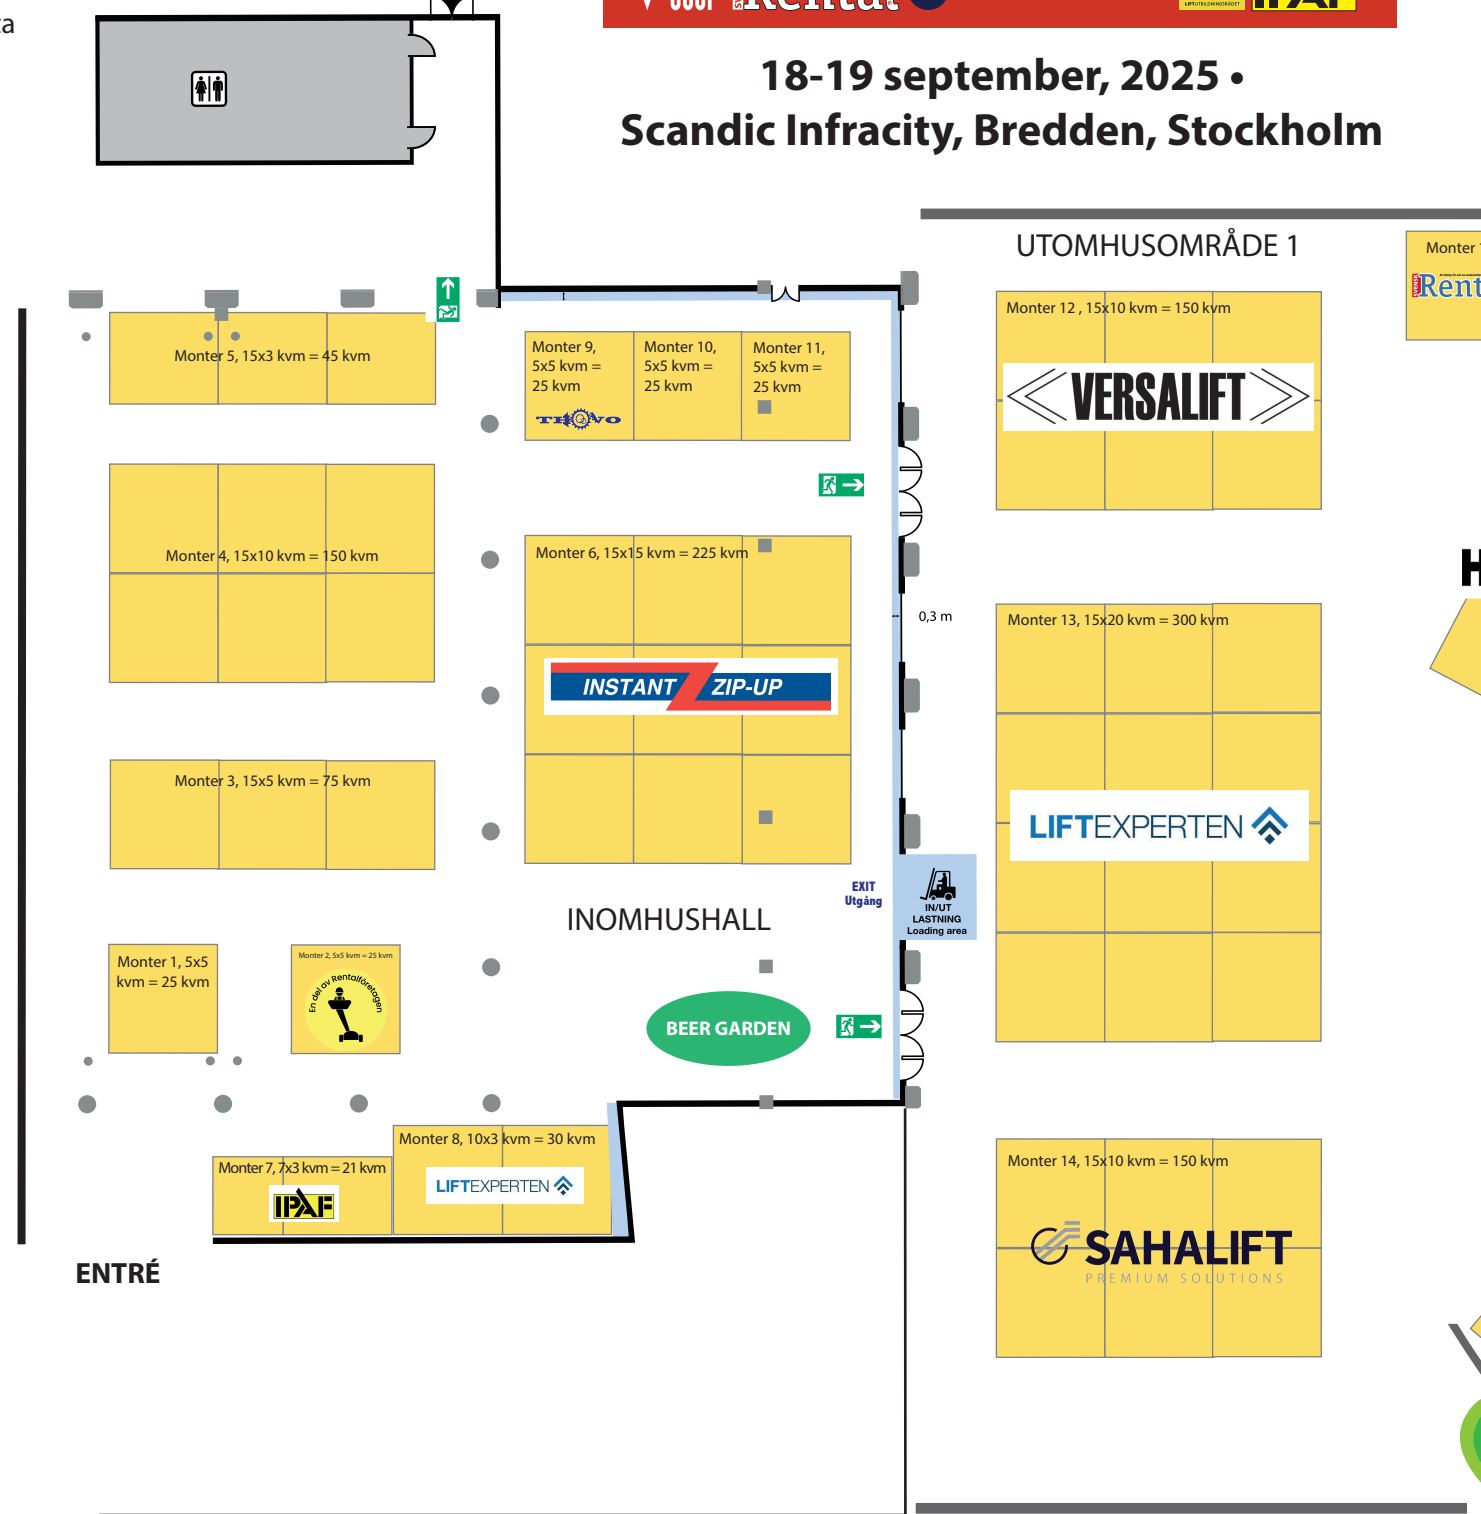 18-19 september, 2025 •
Scandic Infracity, Bredden, Stockholm
UTOMHUSOMRÅDE 1
Monter
Monter 5, 15x3 kvm = 45 kvm
Monter 9,
5x5 kvm =
25 kvm
THOVO
Monter 10,
5x5 kvm =
25 kvm
Monter 11,
5x5 kvm =
25 kvm
Monter 12 , 15x10 kvm = 150 kvm
VERSALIFT
Monter 4, 15x10 kvm = 150 kvm
Monter 6, 15x15 kvm = 225 kvm
INSTANT ZIP-UP
0,3 m
Monter 13, 15x20 kvm = 300 kvm
LIFTEXPERTEN
Monter 3, 15x5 kvm = 75 kvm
EXIT
Utgång
IN/UT
LASTNING
Loading area
INOMHUSHALL
Monter 1, 5x5
kvm = 25 kvm
Monter 2, 5x5 kvm = 25 kvm
En del av Rentalföretagen
BEER GARDEN
Monter 7, 7x3 kvm = 21 kvm
IPAF
Monter 8, 10x3 kvm = 30 kvm
LIFTEXPERTEN
Monter 14, 15x10 kvm = 150 kvm
SAHALIFT
PREMIUM SOLUTIONS
ENTRÉ